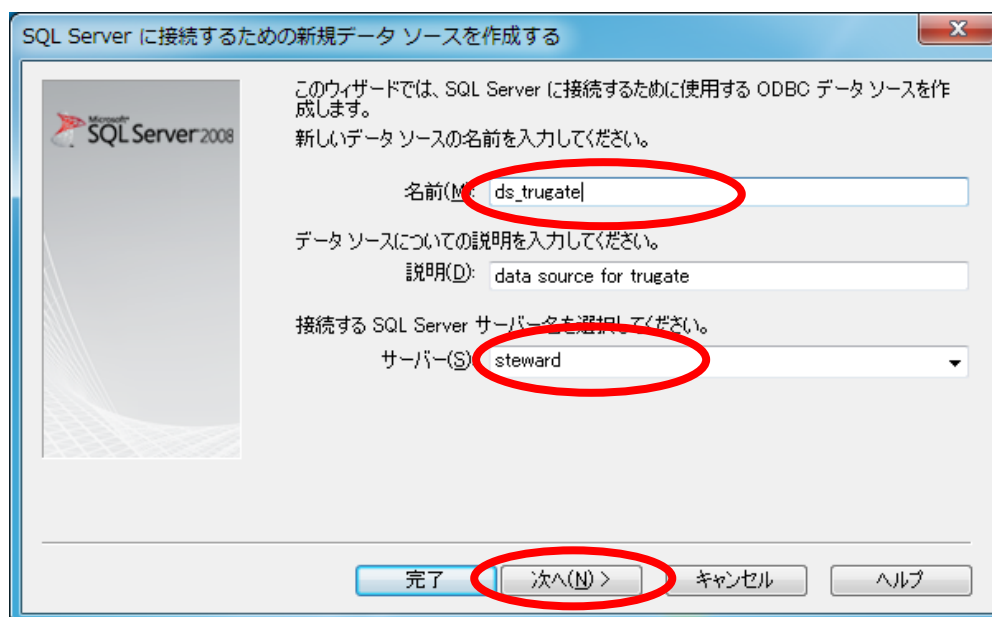 SQL Server に接続するための新規データ ソースを作成する
Microsoft
SQL Server 2008
このウィザードでは、SQL Server に接続するために使用する ODBC データ ソースを作
成します。
新しいデータ ソースの名前を入力してください。
名前(M): ds_trugate
データ ソースについての説明を入力してください。
説明(D): data source for trugate
接続する SQL Server サーバー名を選択してください。
サーバー(S) steward
完了 次へ(N) > キャンセル ヘルプ